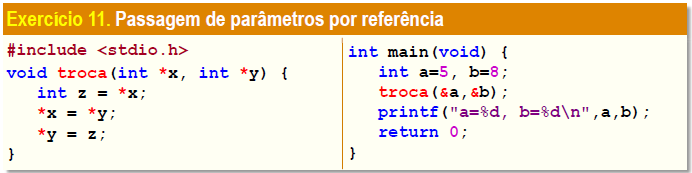 Exercício 11. Passagem de parâmetros por referência
#include <stdio.h>
void troca(int *x, int *y) {
   int z = *x;
   *x = *y;
   *y = z;
}
int main(void) {
   int a=5, b=8;
   troca(&a,&b);
   printf("a=%d, b=%d\n",a,b);
   return 0;
}